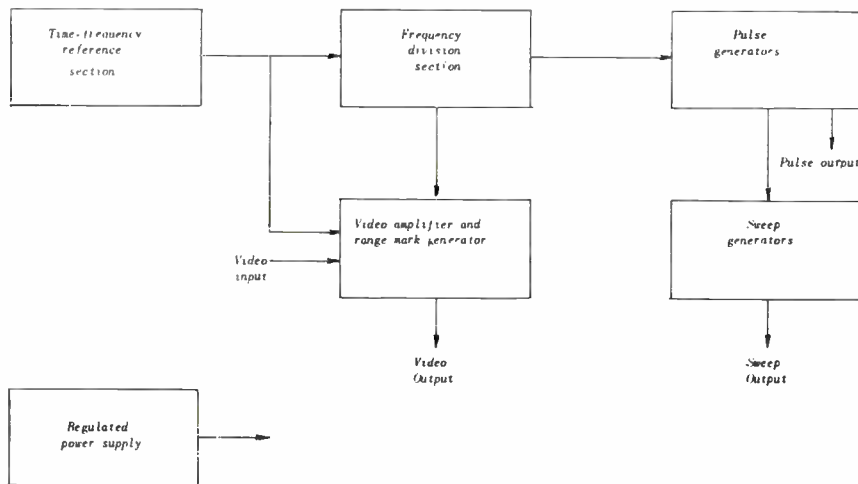 Time-frequency
reference
section
Frequency
division
section
Pulse
generators
Pulse output
Video amplifier and
range mark generator
Sweep
generators
Video
input
Video
Output
Sweep
Output
Regulated
power supply